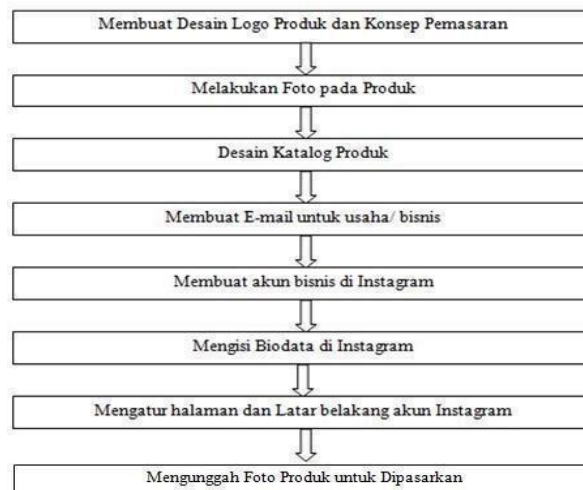 Membuat Desain Logo Produk dan Konsep Pemasaran
Melakukan Foto pada Produk
Desain Katalog Produk
Membuat E-mail untuk usaha/ bisnis
Membuat akun bisnis di Instagram
Mengisi Biodata di Instagram
Mengatur halaman dan Latar belakang akun Instagram
Mengunggah Foto Produk untuk Dipasarkan